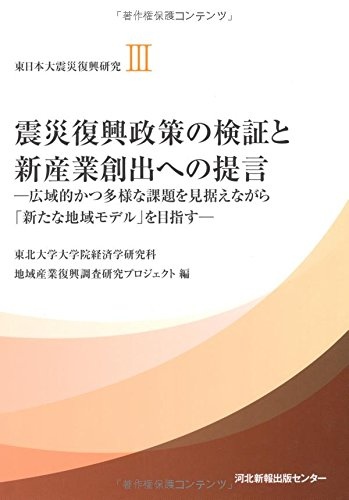 「著作権保護コンテンツ」
東日本大震災復興研究 III
震災復興政策の検証と
新産業創出への提言
─広域的かつ多様な課題を見据えながら
「新たな地域モデル」を目指す─
東北大学大学院経済学研究科
地域産業復興調査研究プロジェクト 編
河北新報出版センター
「著作権保護コンテンツ」